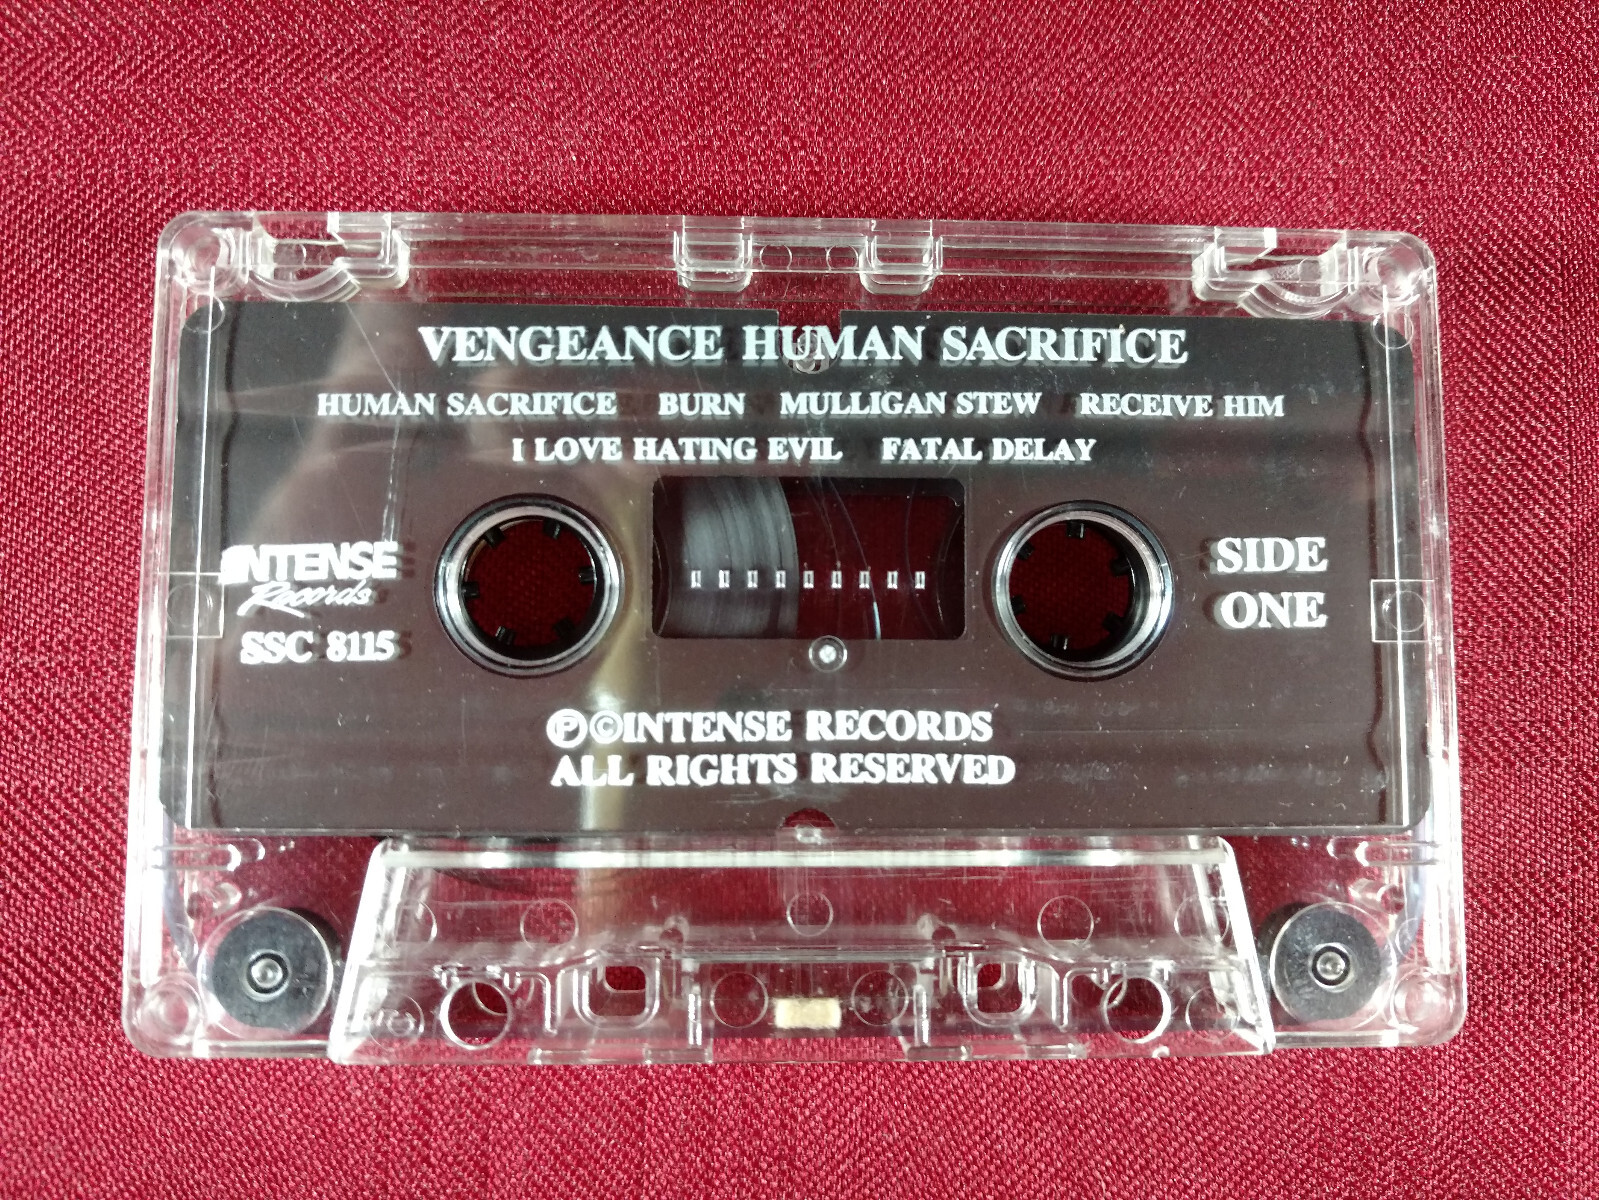 VENGEANCE HUMAN SACRIFICE
HUMAN SACRIFICE BURN MULLIGAN STEW RECEIVE HIM
I LOVE HATING EVIL FATAL DELAY
INTENSE
Records
SSC 8115
SIDE
ONE
Ⓟ©INTENSE RECORDS
ALL RIGHTS RESERVED